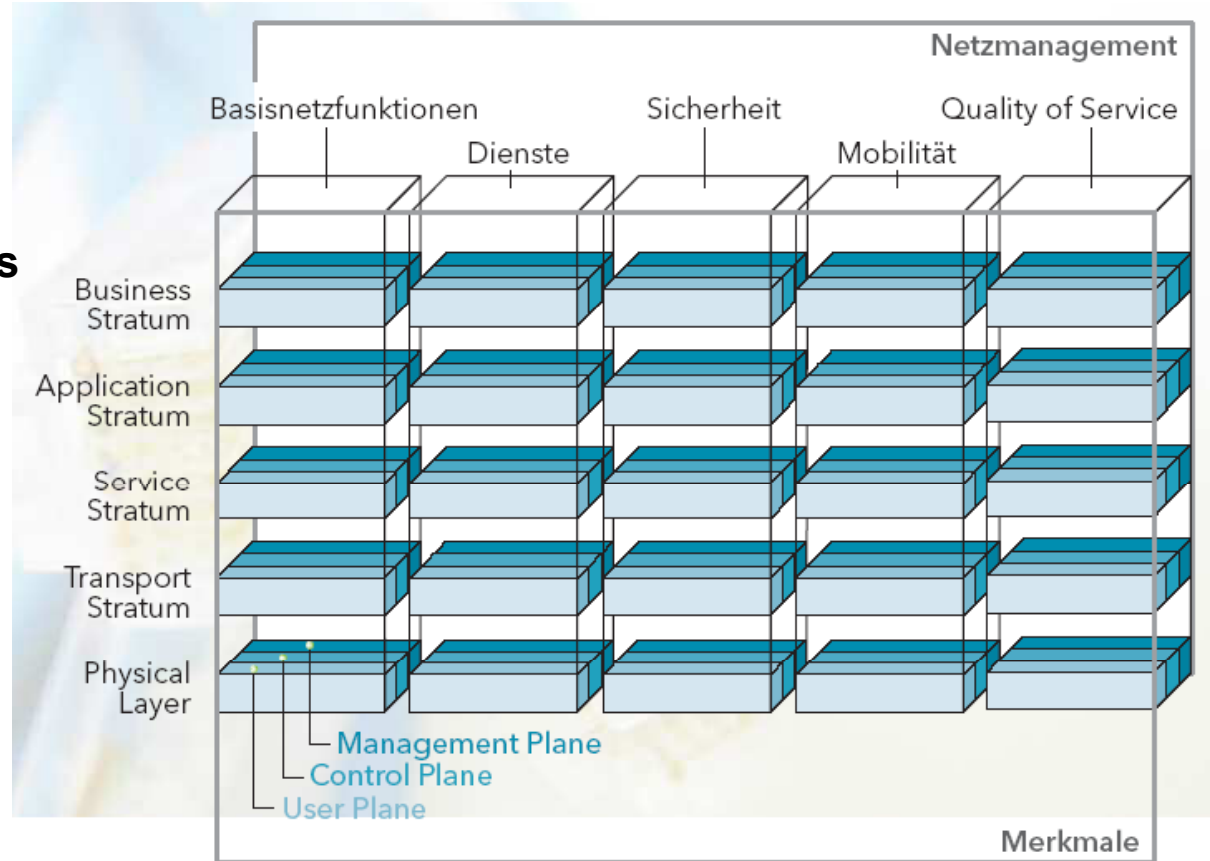 Netzmanagement
Basisnetzfunktionen
Sicherheit
Quality of Service
Dienste
Mobilität
s
Business
Stratum
Application
Stratum
Service
Stratum
Transport
Stratum
Physical
Layer
Management Plane
Control Plane
User Plane
Merkmale